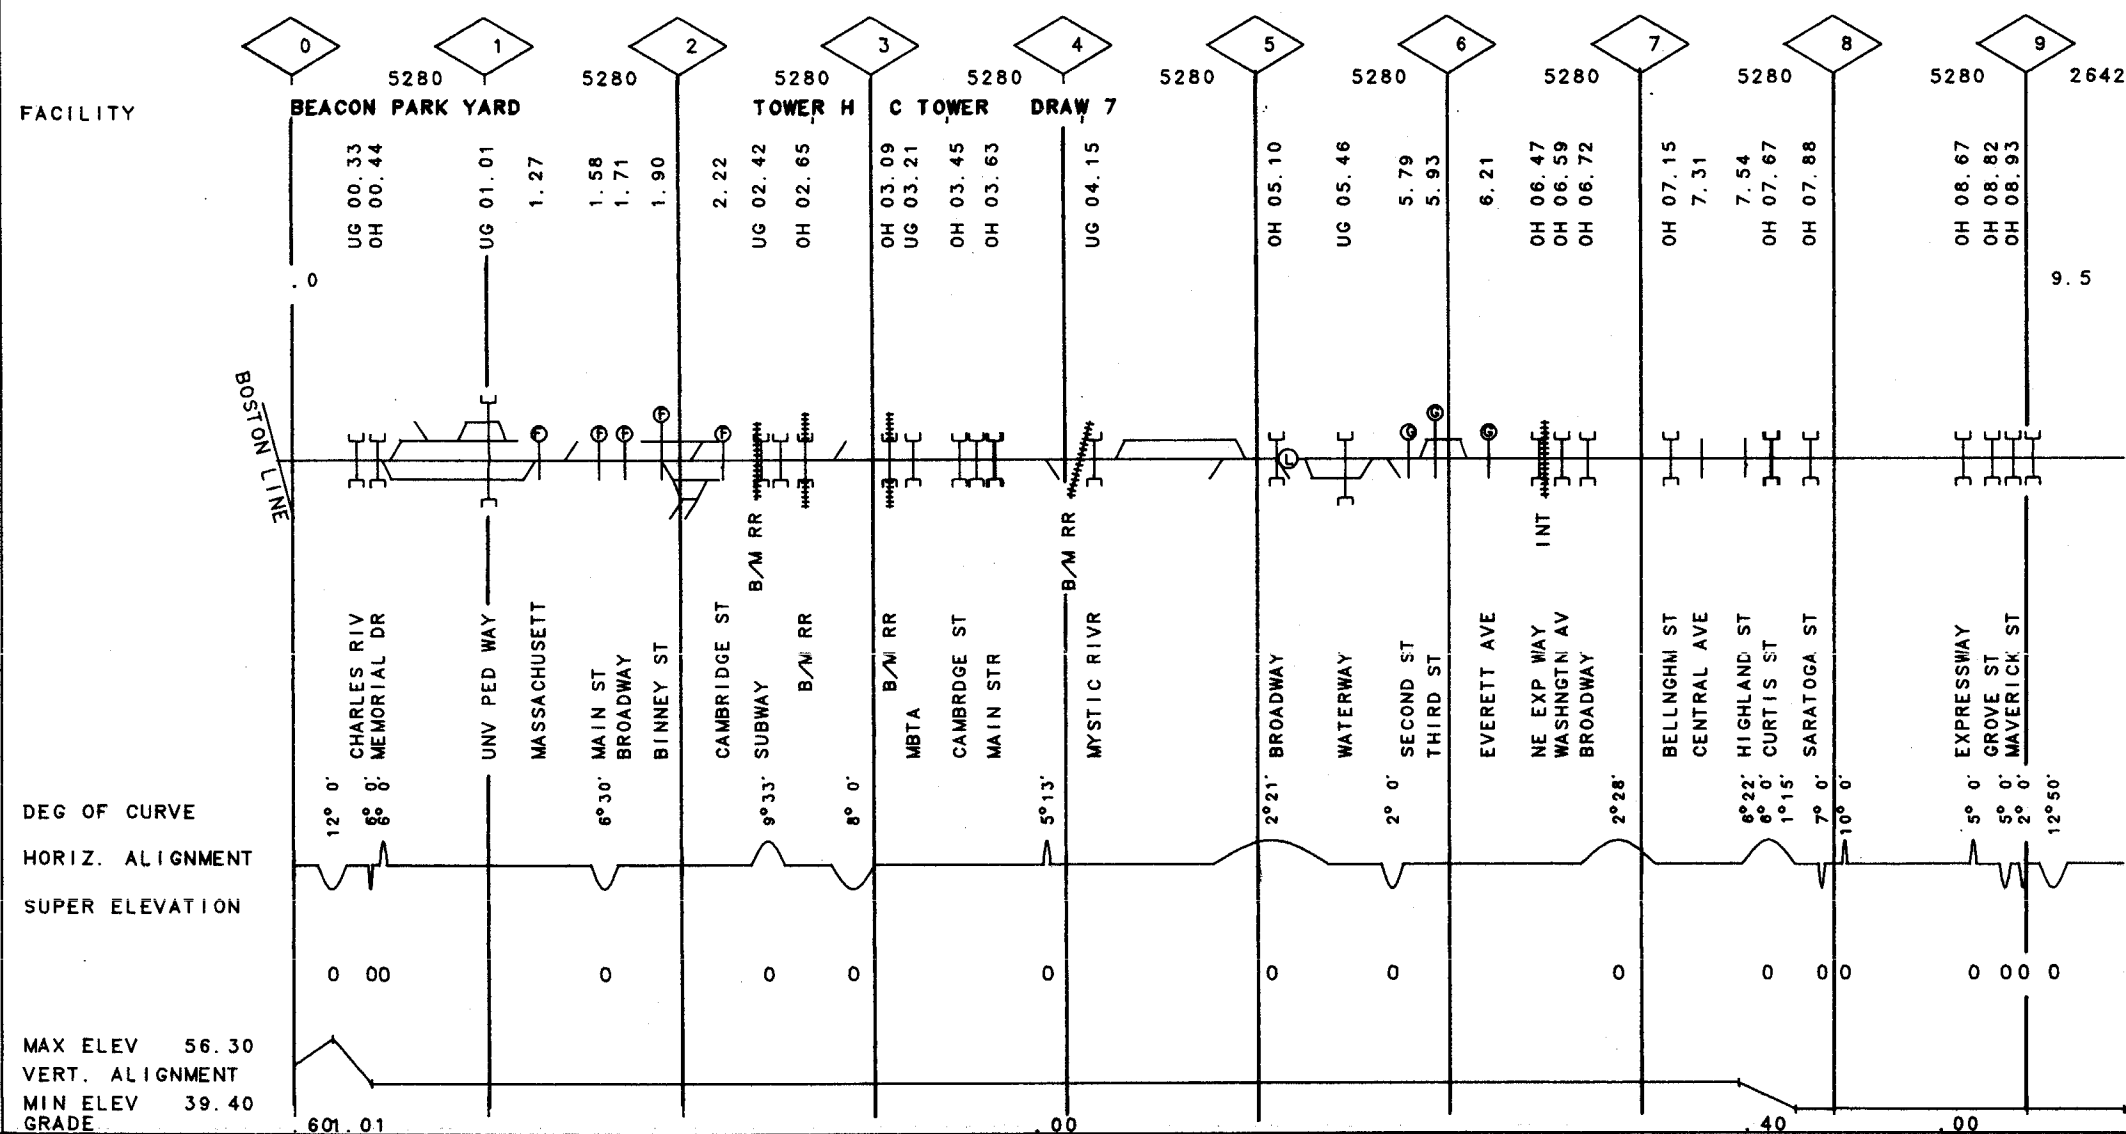 0 1 2 3 4 5 6 7 8 9
5280 5280 5280 5280 5280 5280 5280 5280 5280 2642
FACILITY BEACON PARK YARD TOWER H C TOWER DRAW 7
UG 00.33
OH 00.44
UG 01.01
1.27
1.58
1.71
1.90
2.22
UG 02.42
OH 02.65
OH 03.09
UG 03.21
OH 03.45
OH 03.63
UG 04.15
OH 05.10
UG 05.46
5.79
5.93
6.21
OH 06.47
OH 06.59
OH 06.72
OH 07.15
7.31
7.54
OH 07.67
OH 07.88
OH 08.67
OH 08.82
OH 08.93
.0 9.5
BOSTON LINE
F F F F F L G G G
B/M RR
B/M RR
INT
CHARLES RIV
MEMORIAL DR
UNV PED WAY
MASSACHUSETT
MAIN ST
BROADWAY
BINNEY ST
CAMBRIDGE ST
SUBWAY
B/M RR
B/M RR
MBTA
CAMBRDGE ST
MAIN STR
MYSTIC RIVR
BROADWAY
WATERWAY
SECOND ST
THIRD ST
EVERETT AVE
NE EXP WAY
WASHNGTN AV
BROADWAY
BELLNGHM ST
CENTRAL AVE
HIGHLAND ST
CURTIS ST
SARATOGA ST
EXPRESSWAY
GROVE ST
MAVERICK ST
DEG OF CURVE 12° 0' 6° 0' 6° 0' 6°30' 9°33' 8° 0' 5°13' 2°21' 2° 0' 2°28' 6°22' 6° 0' 1°15' 7° 0' 10° 0' 5° 0' 5° 0' 2° 0' 12°50'
HORIZ. ALIGNMENT
SUPER ELEVATION
0 00 0 0 0 0 0 0 0 0 0 0 0 0 0 0
MAX ELEV 56.30
VERT. ALIGNMENT
MIN ELEV 39.40
GRADE .60 1.01 .00 .40 .00